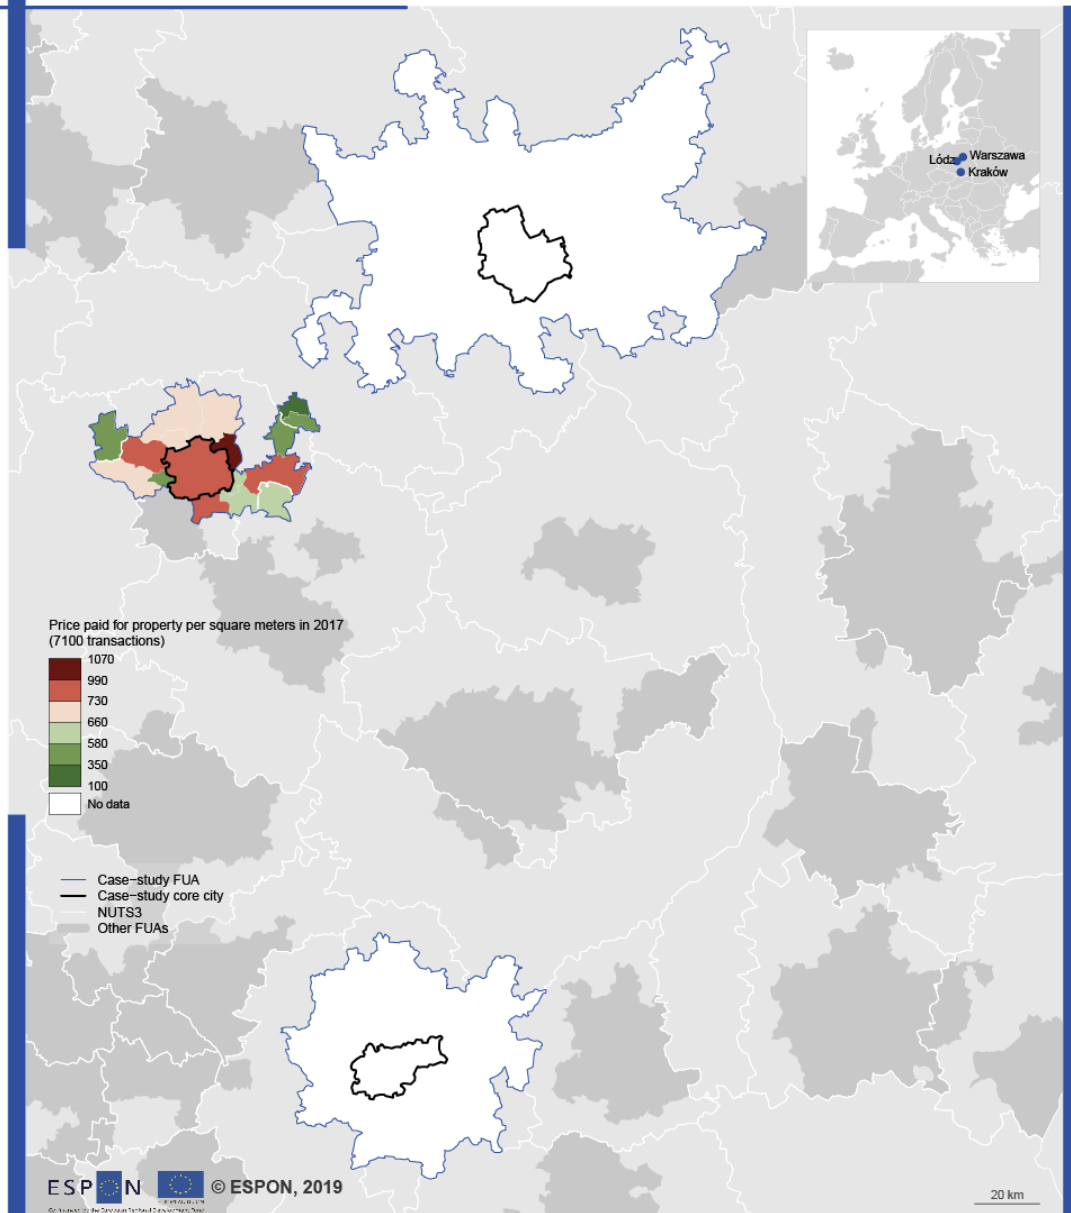 Lódz
Warszawa
Kraków
Price paid for property per square meters in 2017
(7100 transactions)
1070
990
730
660
580
350
100
No data
Case−study FUA
Case−study core city
NUTS3
Other FUAs
ESPON
© ESPON, 2019
20 km